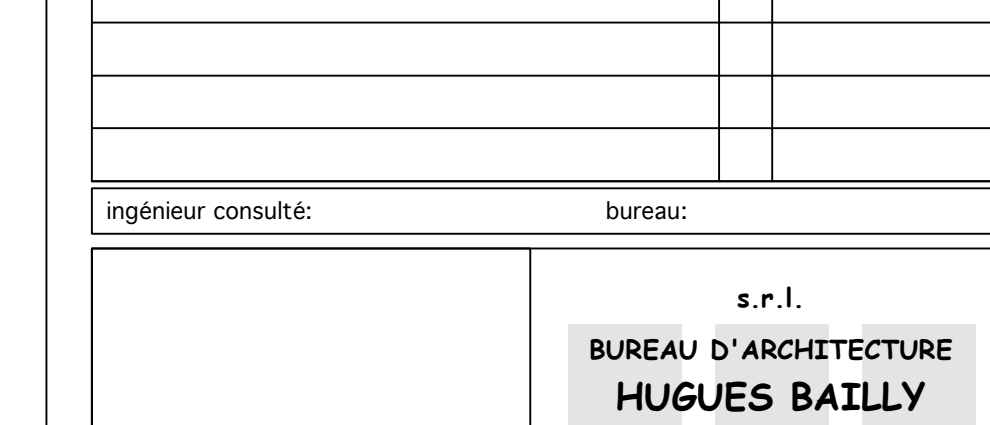 ingénieur consulté: bureau:
s.r.l.
BUREAU D'ARCHITECTURE
HUGUES BAILLY